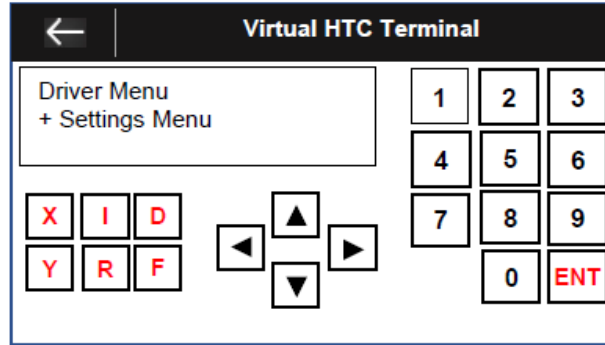 Virtual HTC Terminal
Driver Menu
+ Settings Menu
1 2 3
4 5 6
7 8 9
0 ENT
X I D
Y R F